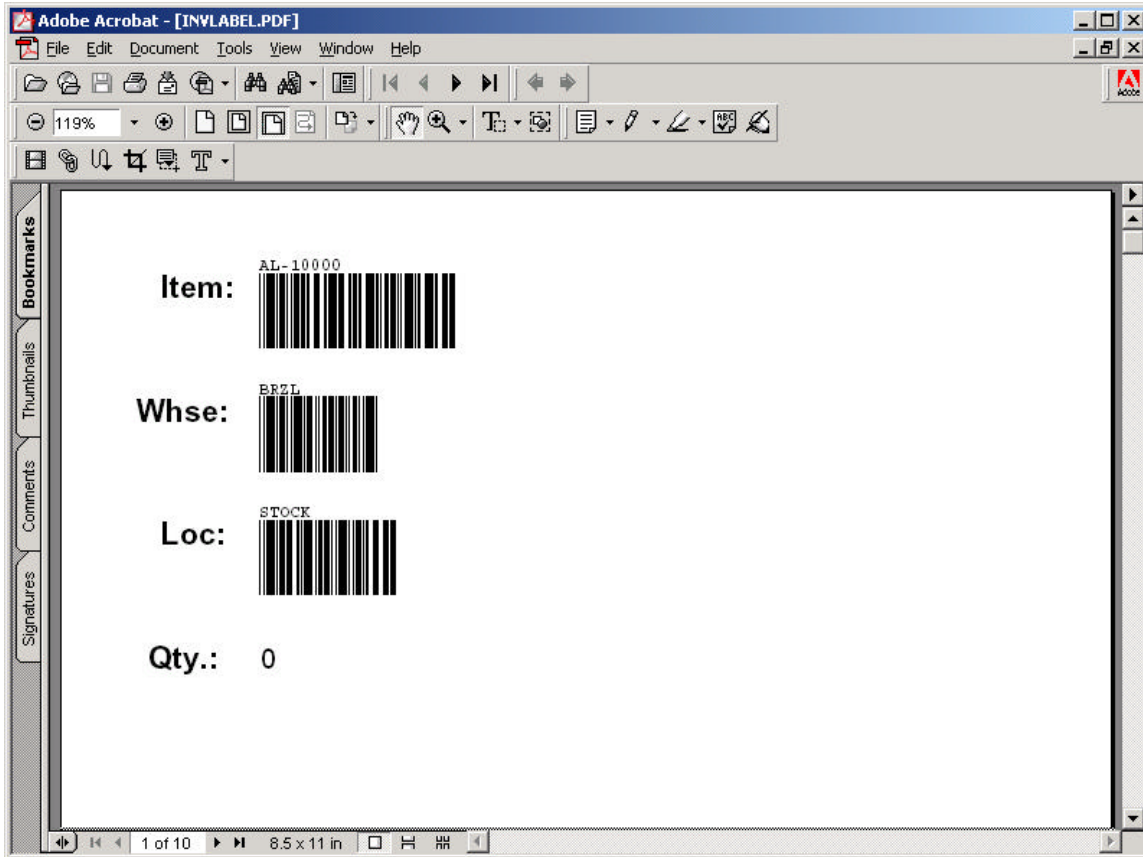 Adobe Acrobat - [INVLABEL.PDF]
File Edit Document Tools View Window Help
Adobe
119%
Bookmarks
Thumbnails
Comments
Signatures
AL-10000
Item:
BRZL
Whse:
STOCK
Loc:
Qty.: 0
1 of 10 8.5 x 11 in